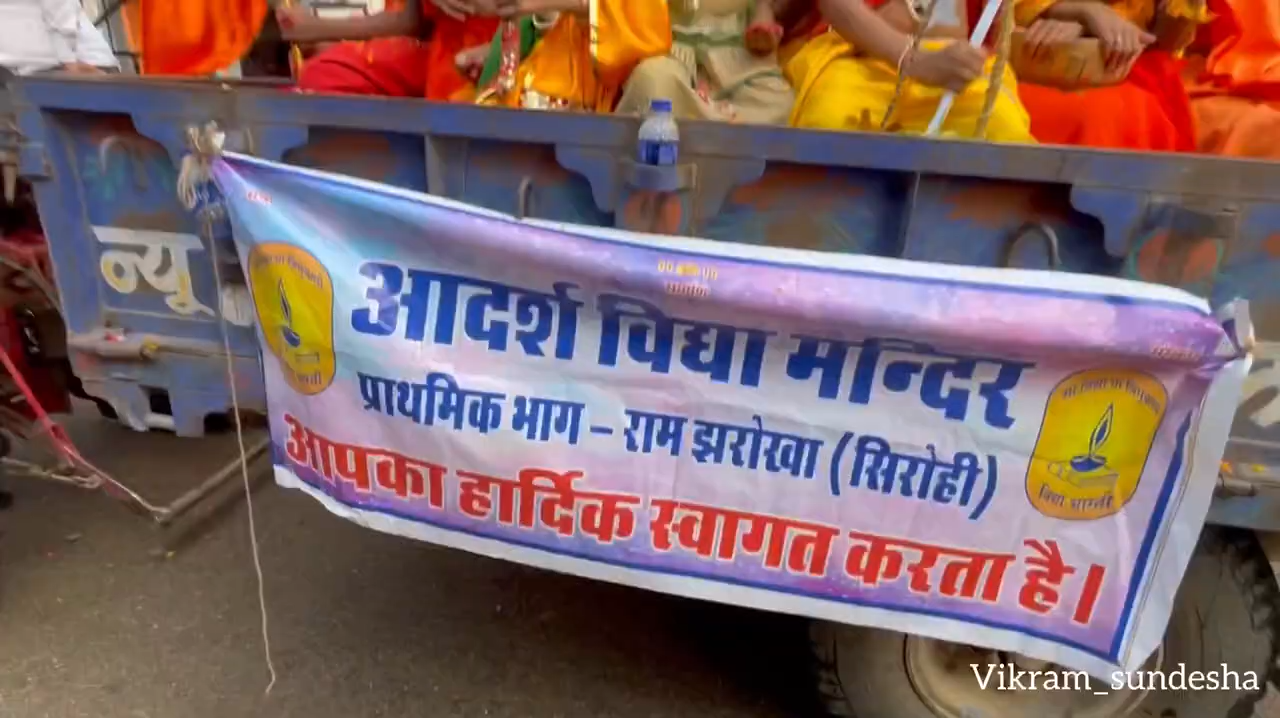 न्यू
आदर्श विद्या मन्दिर
प्राथमिक भाग – राम झरोखा (सिरोही)
आपका हार्दिक स्वागत करता है।
Vikram_sundesha